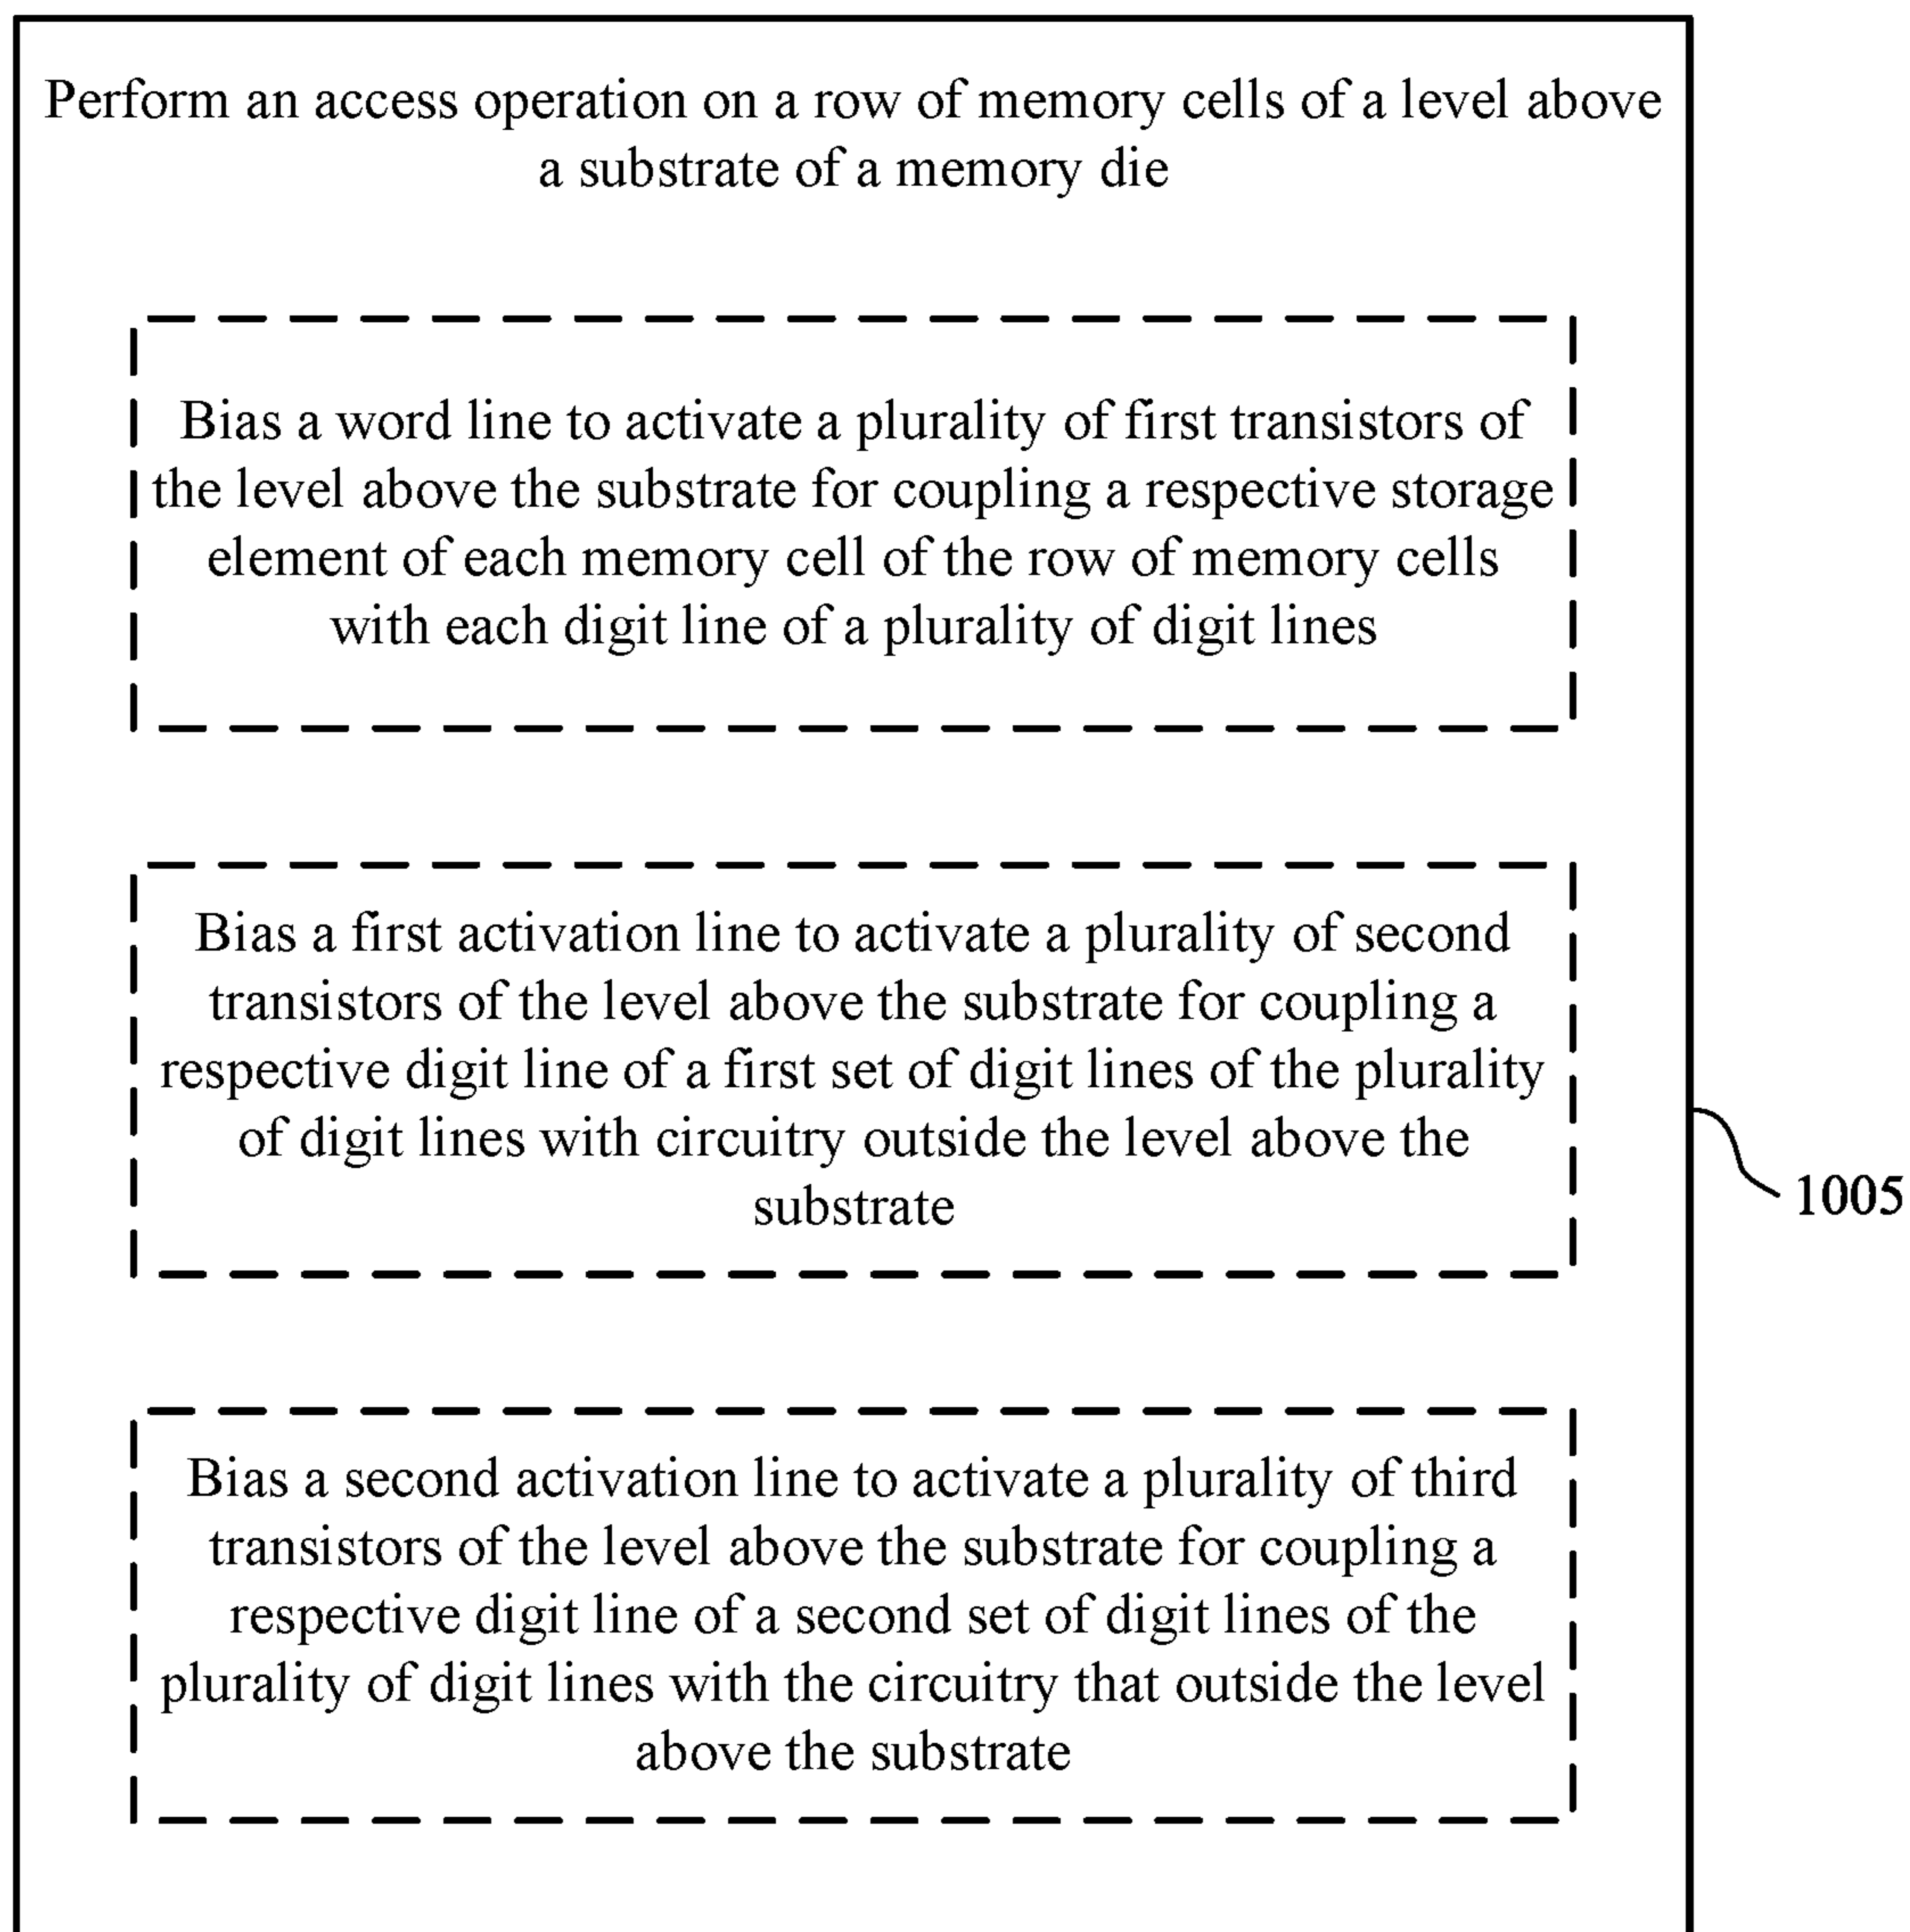 Perform an access operation on a row of memory cells of a level above
a substrate of a memory die
Bias a word line to activate a plurality of first transistors of
the level above the substrate for coupling a respective storage
element of each memory cell of the row of memory cells
with each digit line of a plurality of digit lines
Bias a first activation line to activate a plurality of second
transistors of the level above the substrate for coupling a
respective digit line of a first set of digit lines of the plurality
of digit lines with circuitry outside the level above the
substrate
1005
Bias a second activation line to activate a plurality of third
transistors of the level above the substrate for coupling a
respective digit line of a second set of digit lines of the
plurality of digit lines with the circuitry that outside the level
above the substrate